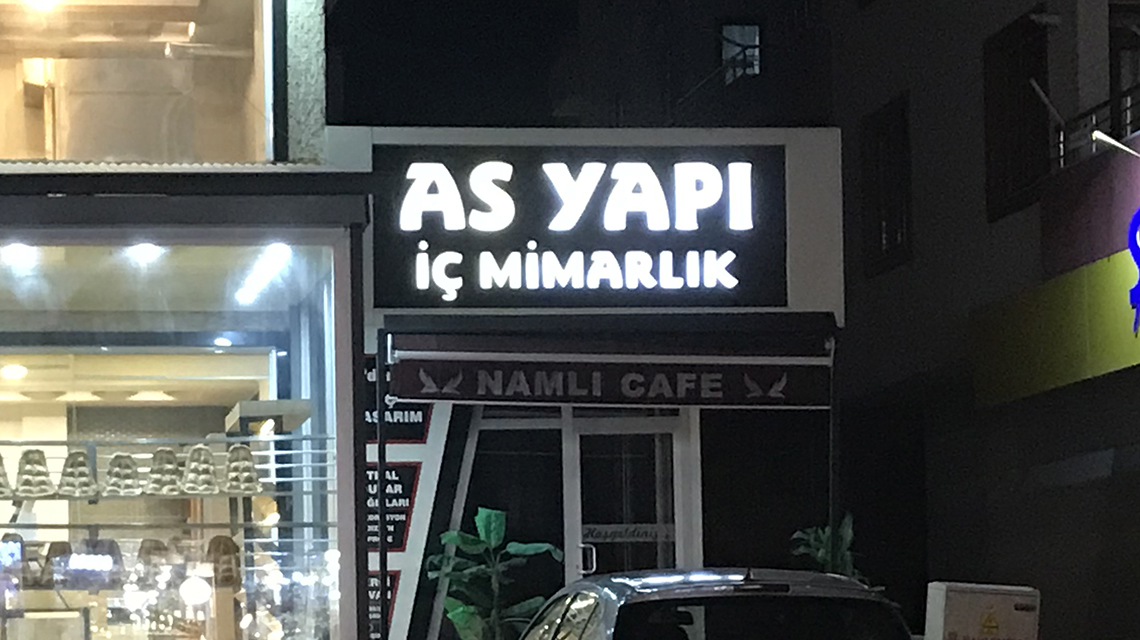 AS YAPI
İÇ MİMARLIK
NAMLI CAFE
Hoşgeldiniz